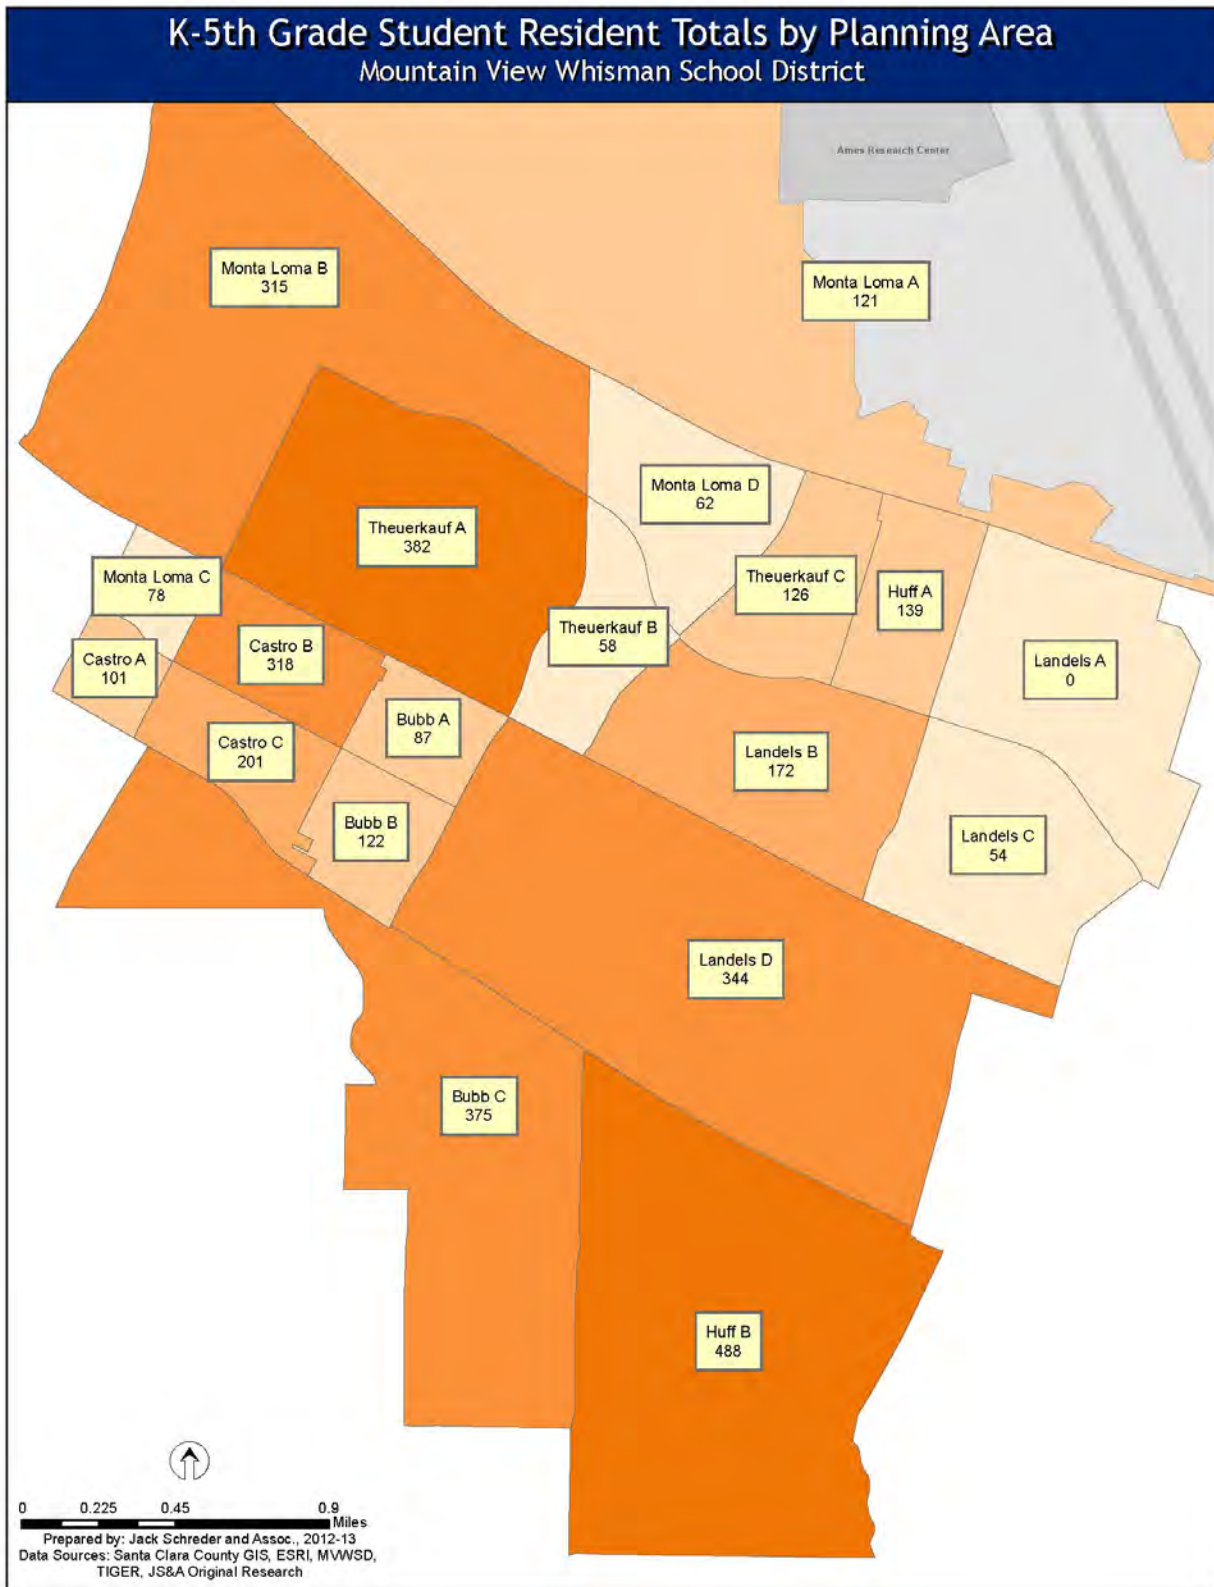 K-5th Grade Student Resident Totals by Planning Area
Mountain View Whisman School District
Ames Research Center
Monta Loma B
315
Monta Loma A
121
Monta Loma D
62
Theuerkauf A
382
Monta Loma C
78
Theuerkauf C
126
Huff A
139
Theuerkauf B
58
Castro B
318
Castro A
101
Landels A
0
Bubb A
87
Castro C
201
Landels B
172
Bubb B
122
Landels C
54
Landels D
344
Bubb C
375
Huff B
488
0 0.225 0.45 0.9
Miles
Prepared by: Jack Schreder and Assoc., 2012-13
Data Sources: Santa Clara County GIS, ESRI, MVWSD,
TIGER, JS&A Original Research